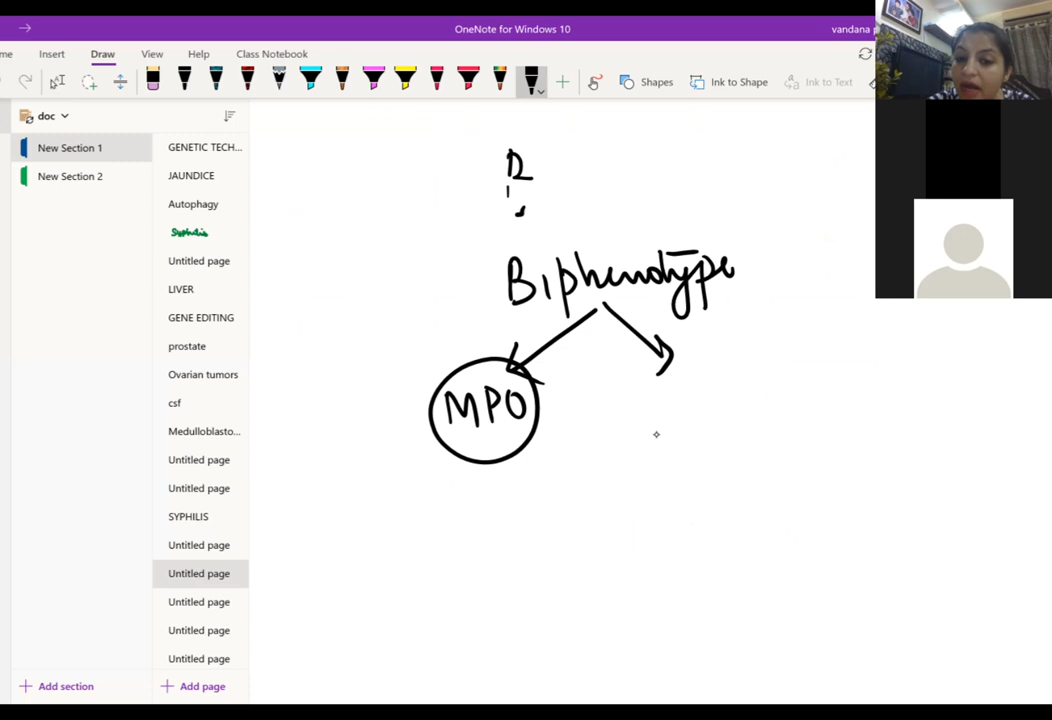 OneNote for Windows 10
vandana p
me Insert Draw View Help Class Notebook
Shapes Ink to Shape Ink to Text
doc
New Section 1
New Section 2
GENETIC TECH...
JAUNDICE
Autophagy
Syphilis
Untitled page
LIVER
GENE EDITING
prostate
Ovarian tumors
csf
Medulloblasto...
Untitled page
Untitled page
SYPHILIS
Untitled page
Untitled page
Untitled page
Untitled page
Untitled page
Add section
Add page
Biphenotype
MPO